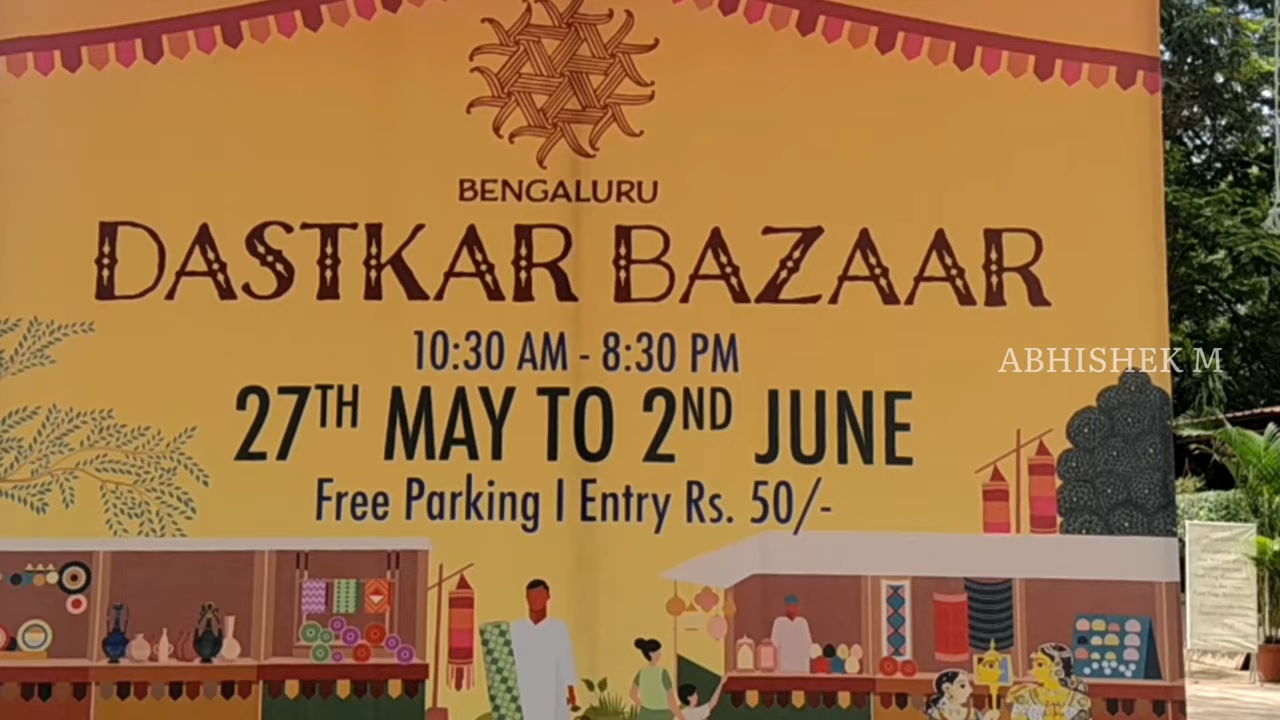 BENGALURU
DASTKAR BAZAAR
10:30 AM - 8:30 PM
27TH MAY TO 2ND JUNE
Free Parking | Entry Rs. 50/-
ABHISHEK M